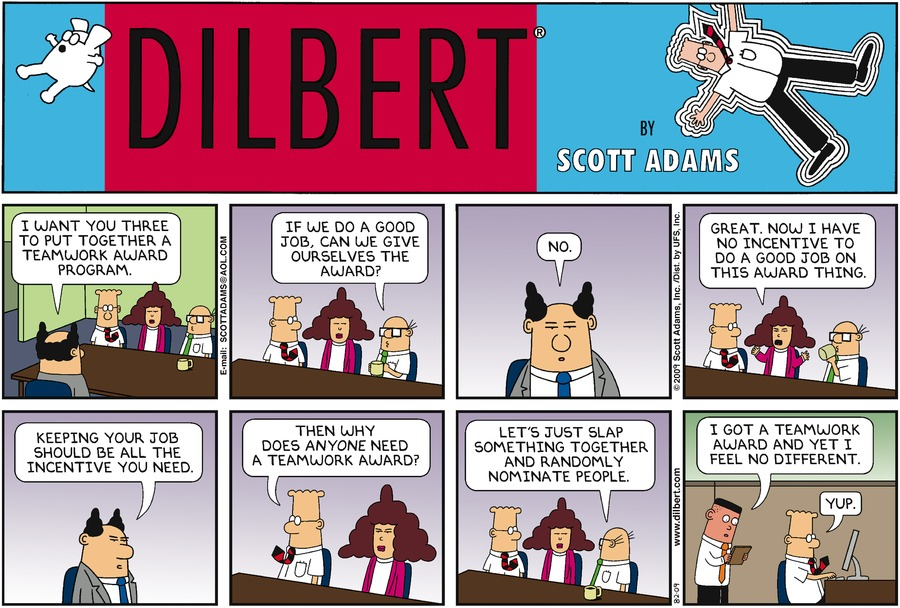 DILBERT®
BY
SCOTT ADAMS
I WANT YOU THREE
TO PUT TOGETHER A
TEAMWORK AWARD
PROGRAM.
E-mail: SCOTTADAMS@AOL.COM
IF WE DO A GOOD
JOB, CAN WE GIVE
OURSELVES THE
AWARD?
NO.
© 2009 Scott Adams, Inc. /Dist. by UFS, Inc.
GREAT. NOW I HAVE
NO INCENTIVE TO
DO A GOOD JOB ON
THIS AWARD THING.
KEEPING YOUR JOB
SHOULD BE ALL THE
INCENTIVE YOU NEED.
THEN WHY
DOES ANYONE NEED
A TEAMWORK AWARD?
LET'S JUST SLAP
SOMETHING TOGETHER
AND RANDOMLY
NOMINATE PEOPLE.
www.dilbert.com
8-2-09
I GOT A TEAMWORK
AWARD AND YET I
FEEL NO DIFFERENT.
YUP.